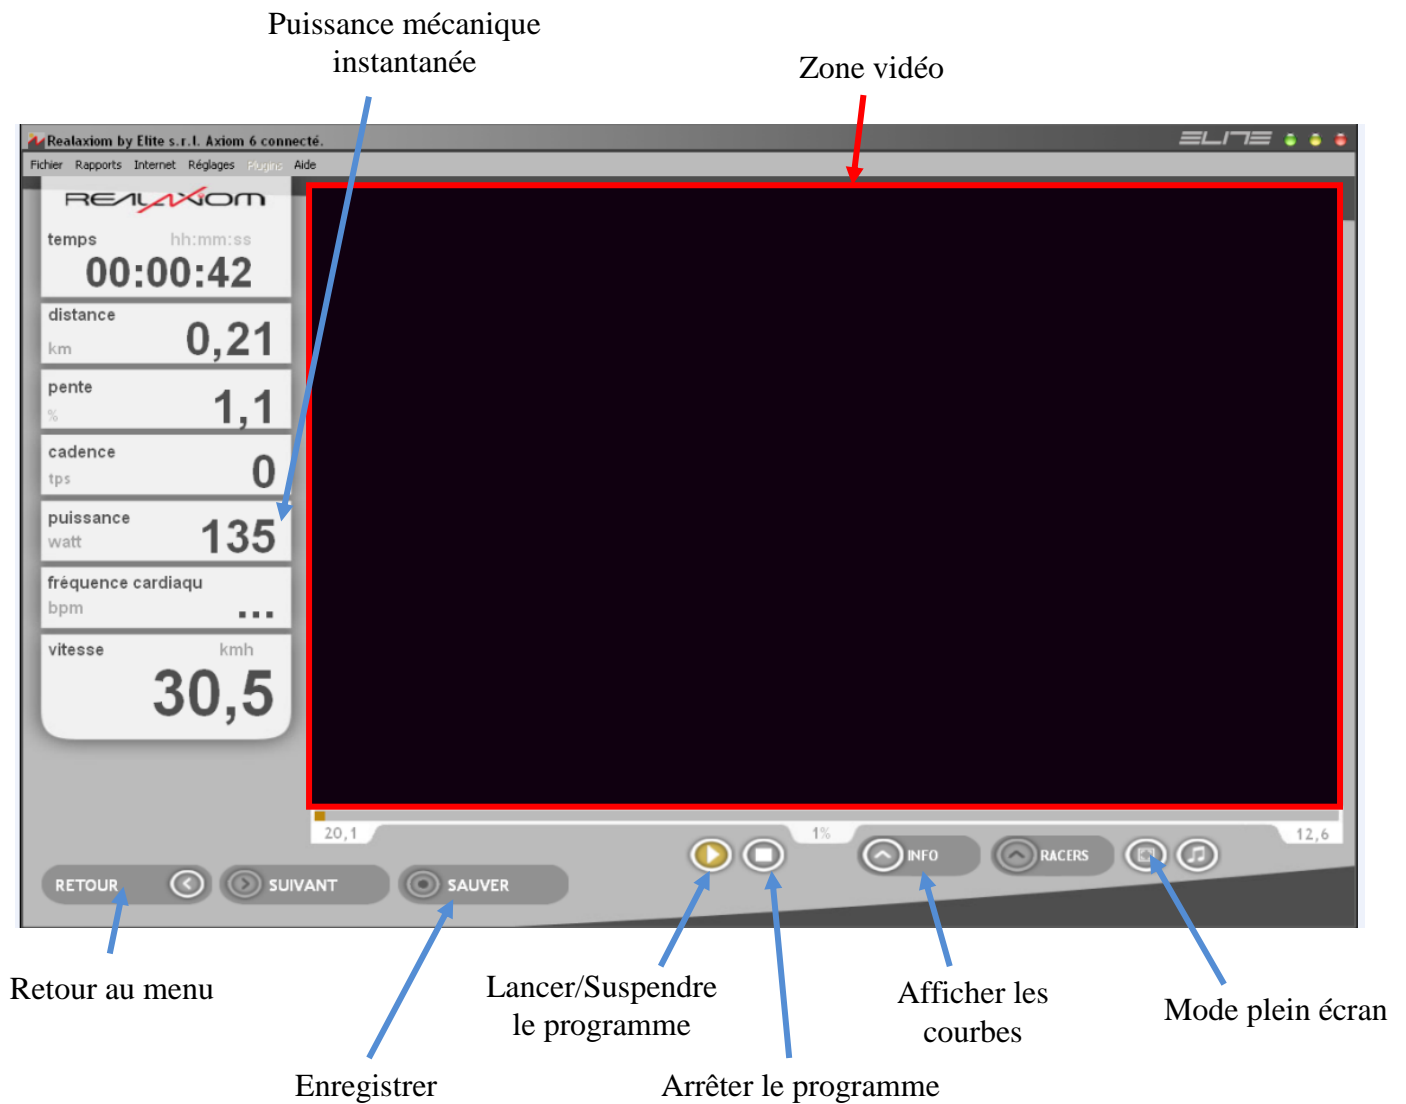 Puissance mécanique
instantanée
Zone vidéo
Realaxiom by Elite s.r.l. Axiom 6 connecté.
ELITE
Fichier Rapports Internet Réglages Plugins Aide
REALAXIOM
temps hh:mm:ss
00:00:42
distance
km 0,21
pente
% 1,1
cadence
tps 0
puissance
watt 135
fréquence cardiaqu
bpm ...
vitesse kmh
30,5
20,1 1% 12,6
INFO RACERS
RETOUR SUIVANT SAUVER
Retour au menu
Lancer/Suspendre
le programme
Afficher les
courbes
Mode plein écran
Enregistrer
Arrêter le programme